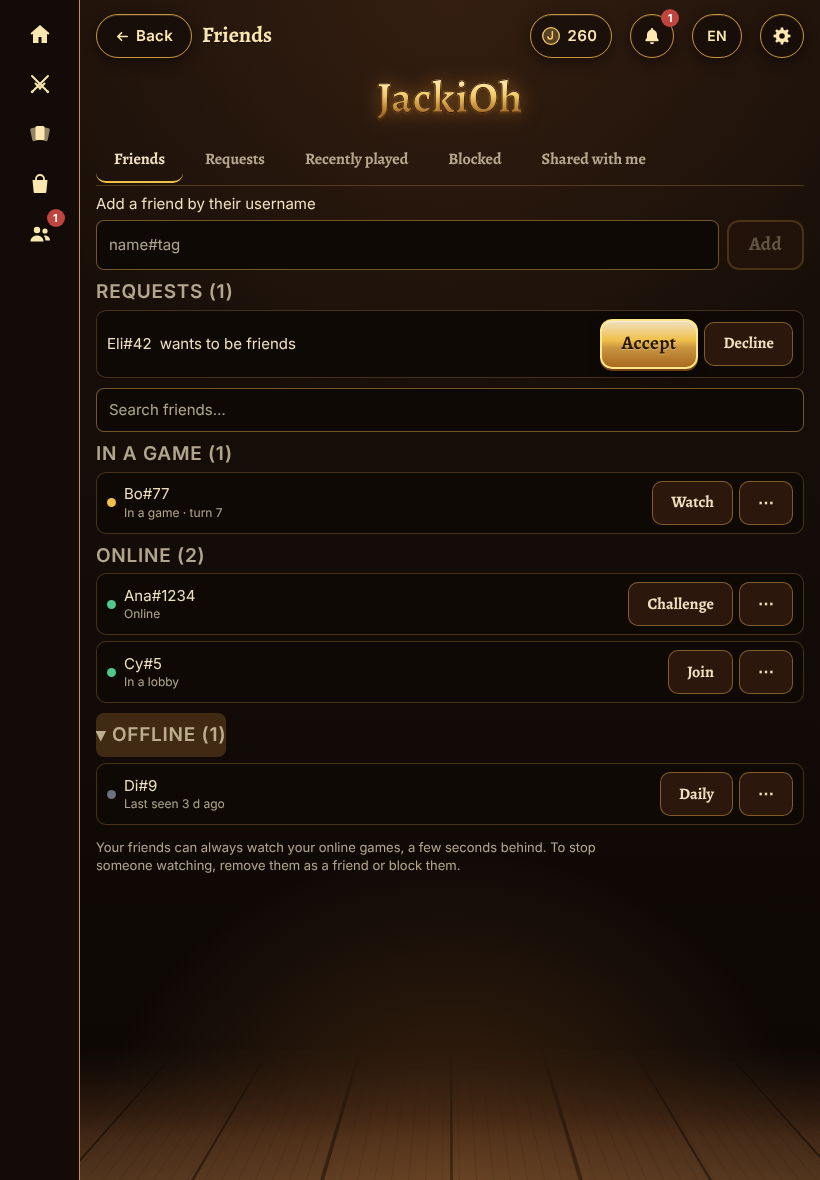 ← Back
Friends
J 260
1
EN
JackiOh
Friends
Requests
Recently played
Blocked
Shared with me
1
Add a friend by their username
name#tag
Add
REQUESTS (1)
Eli#42 wants to be friends
Accept
Decline
Search friends...
IN A GAME (1)
Bo#77
In a game · turn 7
Watch
···
ONLINE (2)
Ana#1234
Online
Challenge
···
Cy#5
In a lobby
Join
···
▾ OFFLINE (1)
Di#9
Last seen 3 d ago
Daily
···
Your friends can always watch your online games, a few seconds behind. To stop
someone watching, remove them as a friend or block them.